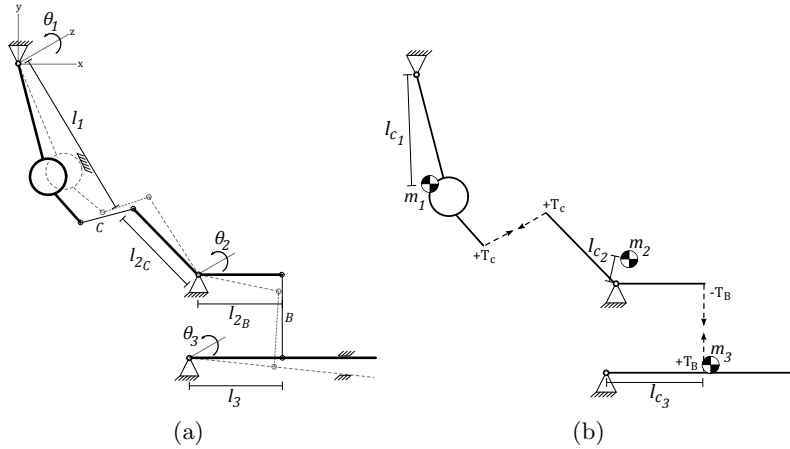 y
θ1
z
x
l1
C
l2C
θ2
l2B
B
θ3
l3
(a)
lc1
m1
+Tc
+Tc
lc2
m2
-TB
+TB
m3
lc3
(b)